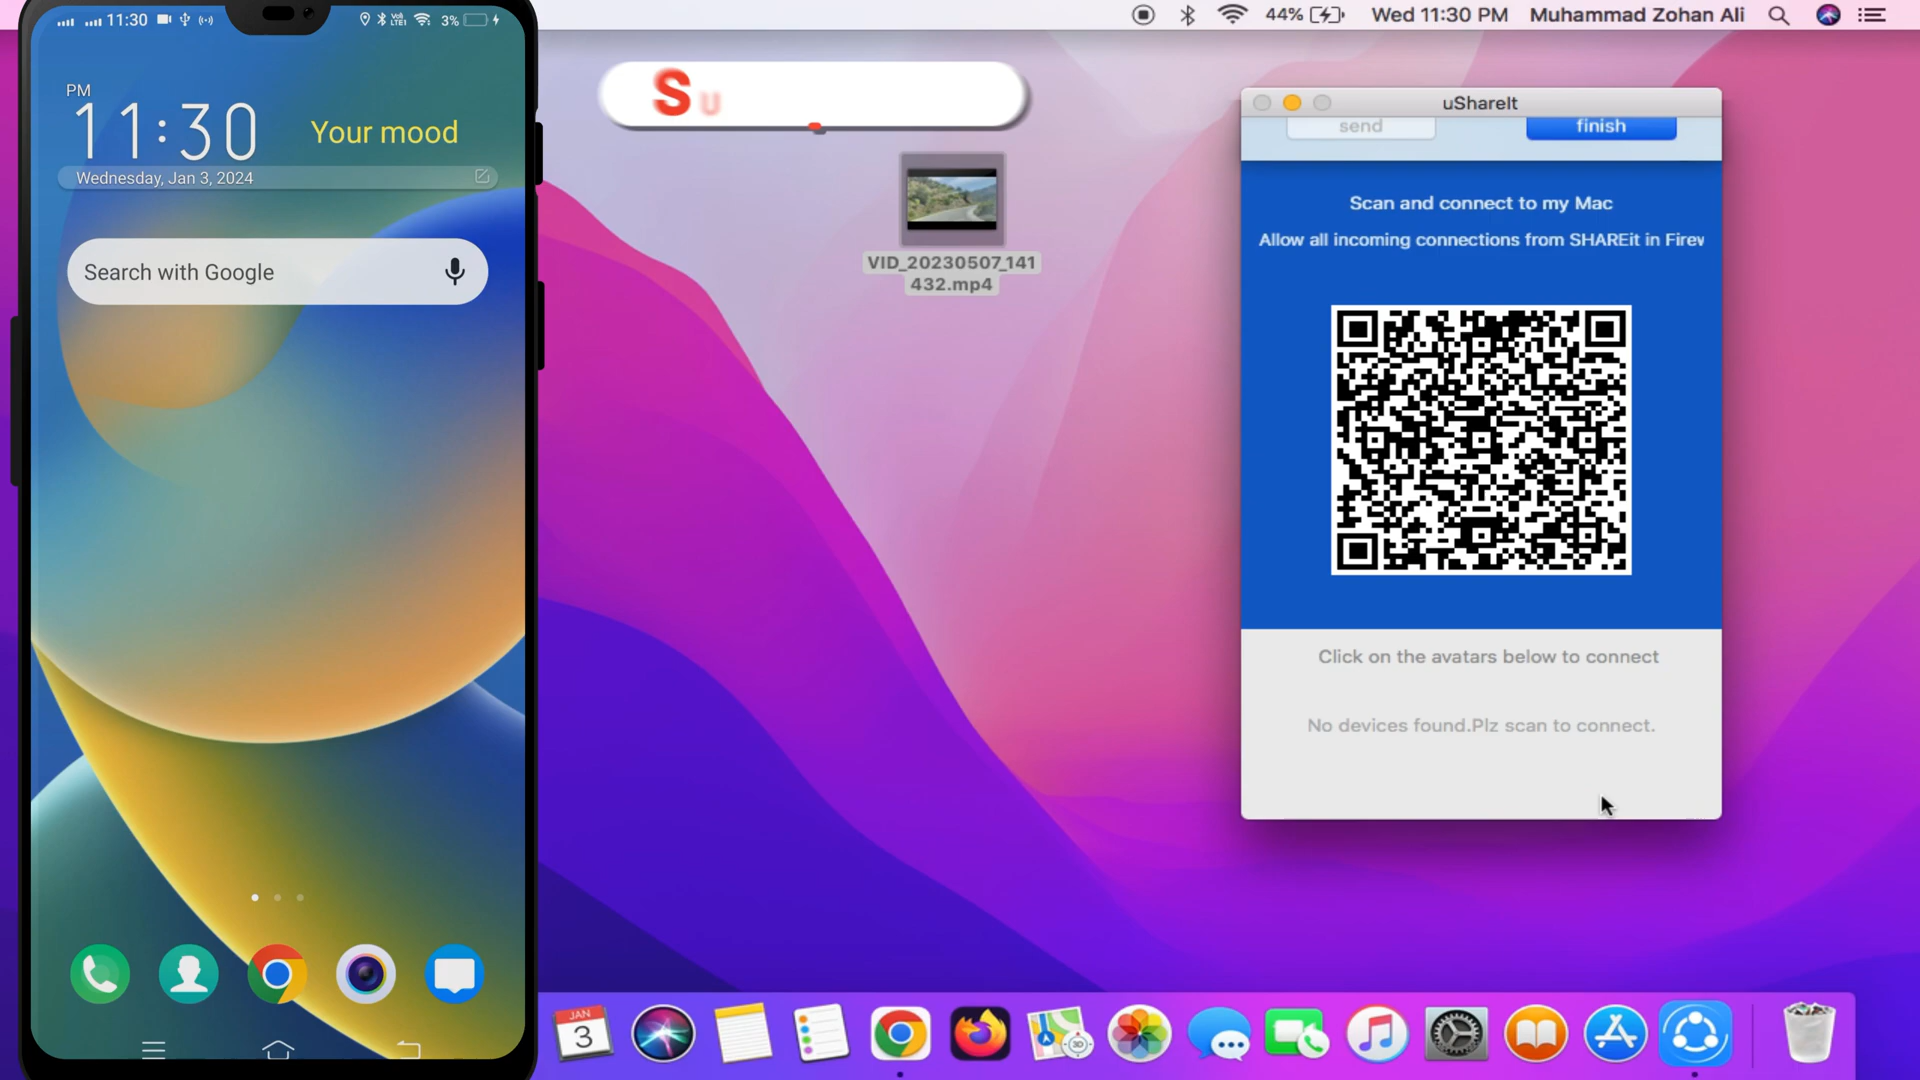 11:30
3%
PM
11:30
Your mood
Wednesday, Jan 3, 2024
Search with Google
44%
Wed 11:30 PM
Muhammad Zohan Ali
Su
VID_20230507_141
432.mp4
uShareIt
send
finish
Scan and connect to my Mac
Allow all incoming connections from SHAREit in Firew
Click on the avatars below to connect
No devices found.Plz scan to connect.
JAN
3
3D